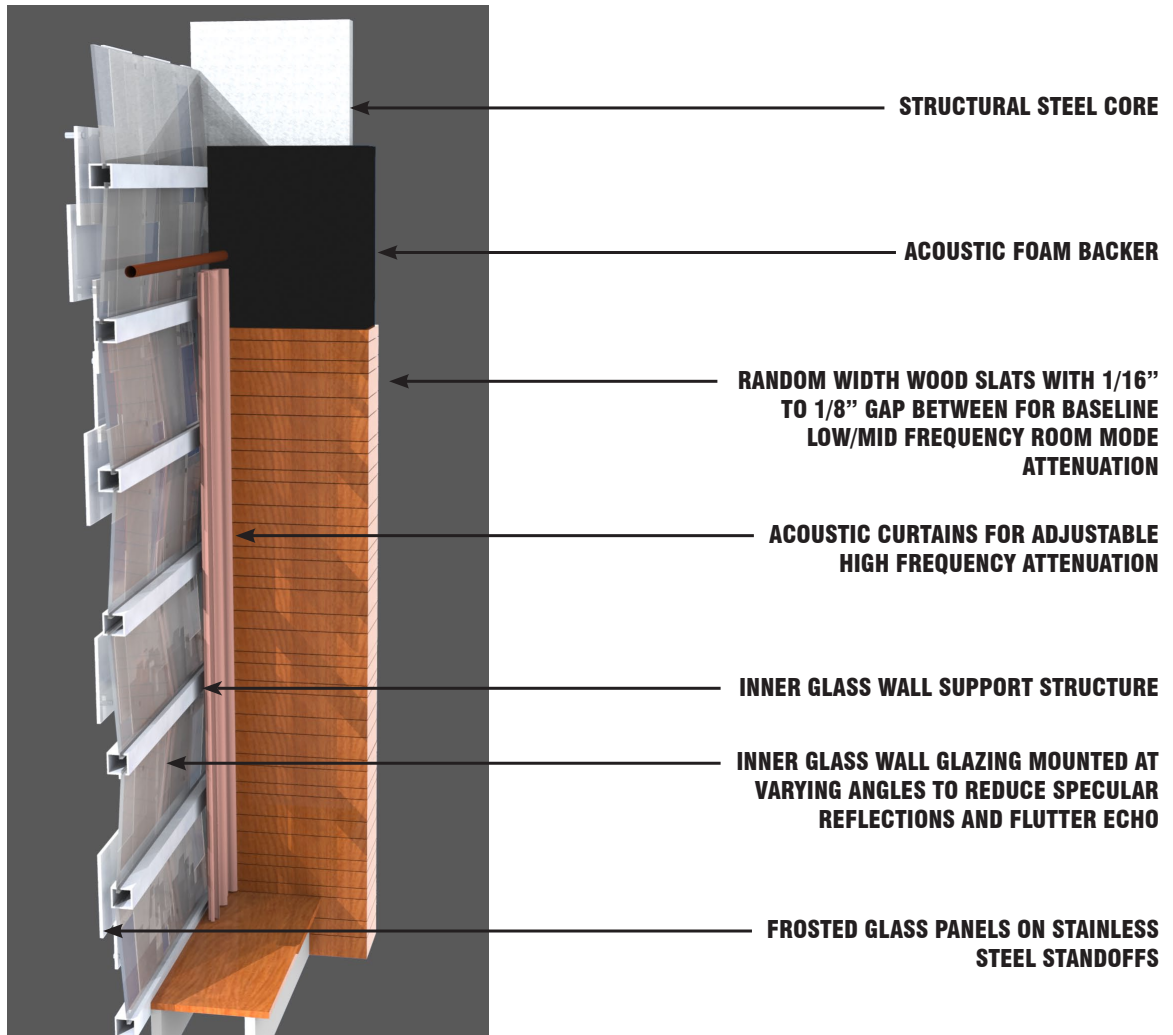 STRUCTURAL STEEL CORE
ACOUSTIC FOAM BACKER
RANDOM WIDTH WOOD SLATS WITH 1/16”
TO 1/8” GAP BETWEEN FOR BASELINE
LOW/MID FREQUENCY ROOM MODE
ATTENUATION
ACOUSTIC CURTAINS FOR ADJUSTABLE
HIGH FREQUENCY ATTENUATION
INNER GLASS WALL SUPPORT STRUCTURE
INNER GLASS WALL GLAZING MOUNTED AT
VARYING ANGLES TO REDUCE SPECULAR
REFLECTIONS AND FLUTTER ECHO
FROSTED GLASS PANELS ON STAINLESS
STEEL STANDOFFS